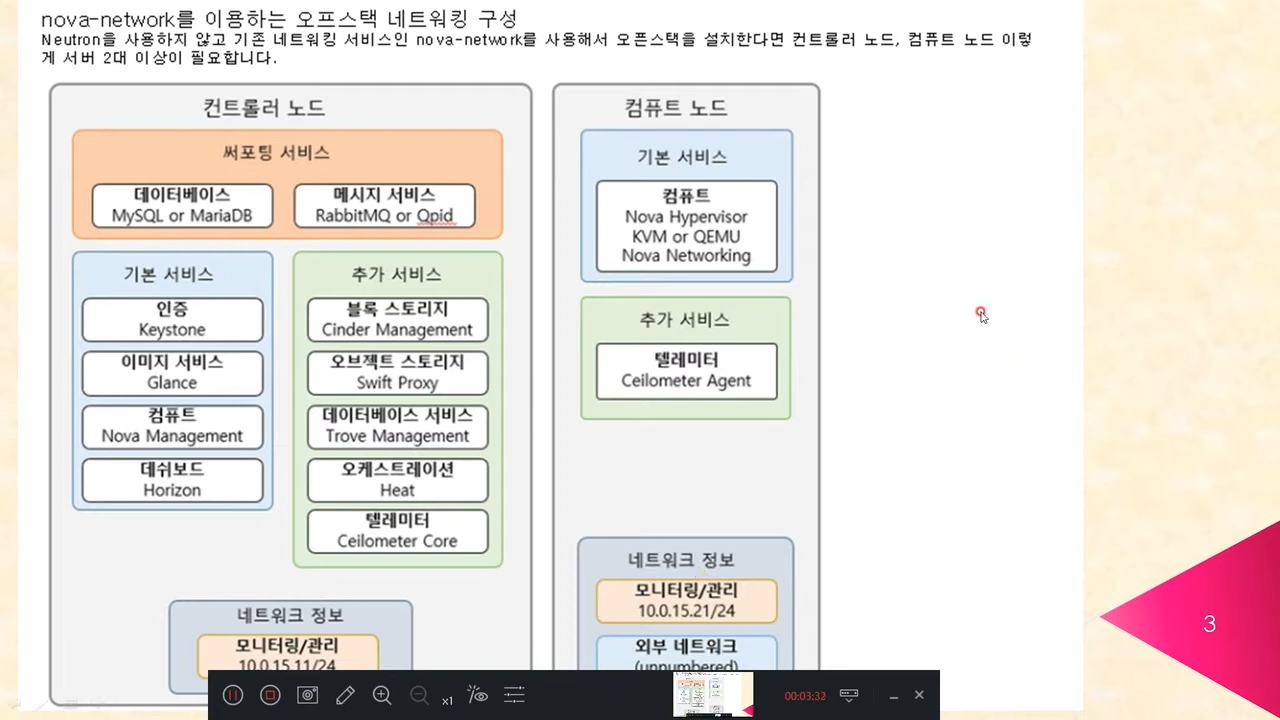 nova-network를 이용하는 오프스택 네트워킹 구성
Neutron을 사용하지 않고 기존 네트워킹 서비스인 nova-network를 사용해서 오픈스택을 설치한다면 컨트롤러 노드, 컴퓨트 노드 이렇
게 서버 2대 이상이 필요합니다.
컨트롤러 노드
써포팅 서비스
데이터베이스
MySQL or MariaDB
메시지 서비스
RabbitMQ or Qpid
기본 서비스
인증
Keystone
이미지 서비스
Glance
컴퓨트
Nova Management
데쉬보드
Horizon
추가 서비스
블록 스토리지
Cinder Management
오브젝트 스토리지
Swift Proxy
데이터베이스 서비스
Trove Management
오케스트레이션
Heat
텔레미터
Ceilometer Core
네트워크 정보
모니터링/관리
10.0.15.11/24
컴퓨트 노드
기본 서비스
컴퓨트
Nova Hypervisor
KVM or QEMU
Nova Networking
추가 서비스
텔레미터
Ceilometer Agent
네트워크 정보
모니터링/관리
10.0.15.21/24
외부 네트워크
(unnumbered)
3
x1
00:03:32